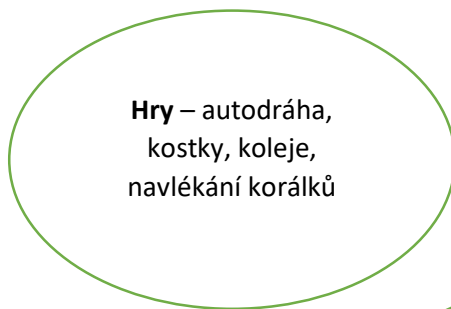 Hry – autodráha,
kostky, koleje,
navlékání korálků